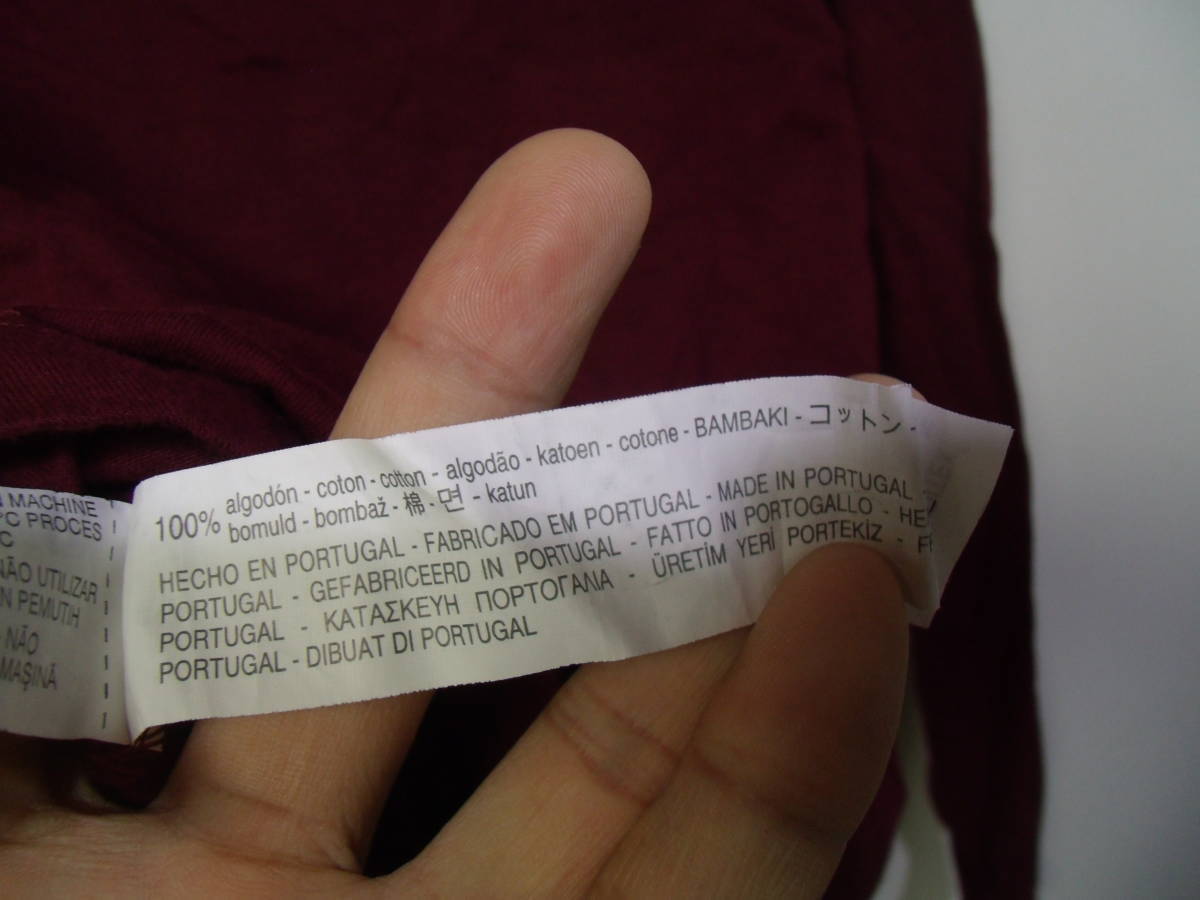 N MACHINE
PC PROCES
C
NÃO UTILIZAR
N PEMUTIH
- NÃO
MAŞINĂ
100% algodón - coton - cotton - algodão - katoen - cotone - BAMBAKI - コットン -
bomuld - bombaž - 棉 - 면 - katun
HECHO EN PORTUGAL - FABRICADO EM PORTUGAL - MADE IN PORTUGAL
PORTUGAL - GEFABRICEERD IN PORTUGAL - FATTO IN PORTOGALLO - HE
PORTUGAL - ΚΑΤΑΣΚΕΥΗ ΠΟΡΤΟΓΑΛΙΑ - ÜRETİM YERİ PORTEKİZ - F
PORTUGAL - DIBUAT DI PORTUGAL